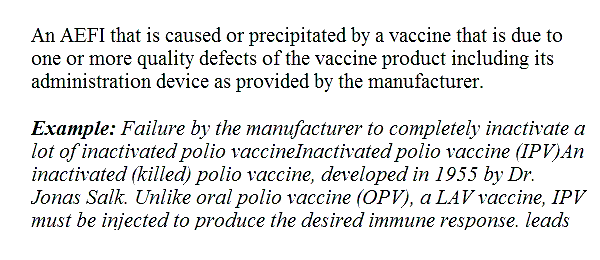 An AEFI that is caused or precipitated by a vaccine that is due to
one or more quality defects of the vaccine product including its
administration device as provided by the manufacturer.
Example: Failure by the manufacturer to completely inactivate a
lot of inactivated polio vaccineInactivated polio vaccine (IPV)An
inactivated (killed) polio vaccine, developed in 1955 by Dr.
Jonas Salk. Unlike oral polio vaccine (OPV), a LAV vaccine, IPV
must be injected to produce the desired immune response. leads